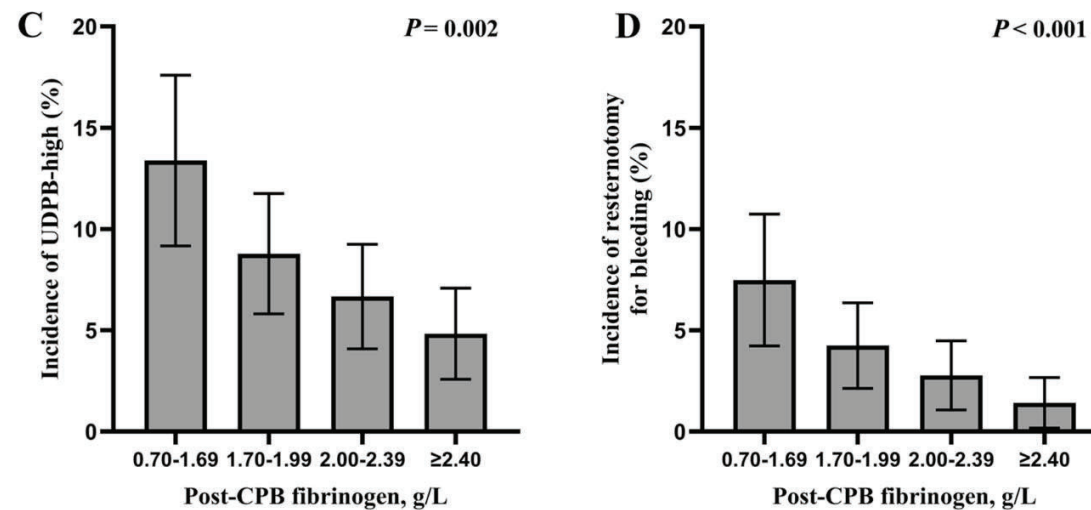 C
P = 0.002
Incidence of UDPB-high (%)
20
15
10
5
0
0.70-1.69 1.70-1.99 2.00-2.39 ≥2.40
Post-CPB fibrinogen, g/L
D
P < 0.001
Incidence of resternotomy
for bleeding (%)
20
15
10
5
0
0.70-1.69 1.70-1.99 2.00-2.39 ≥2.40
Post-CPB fibrinogen, g/L